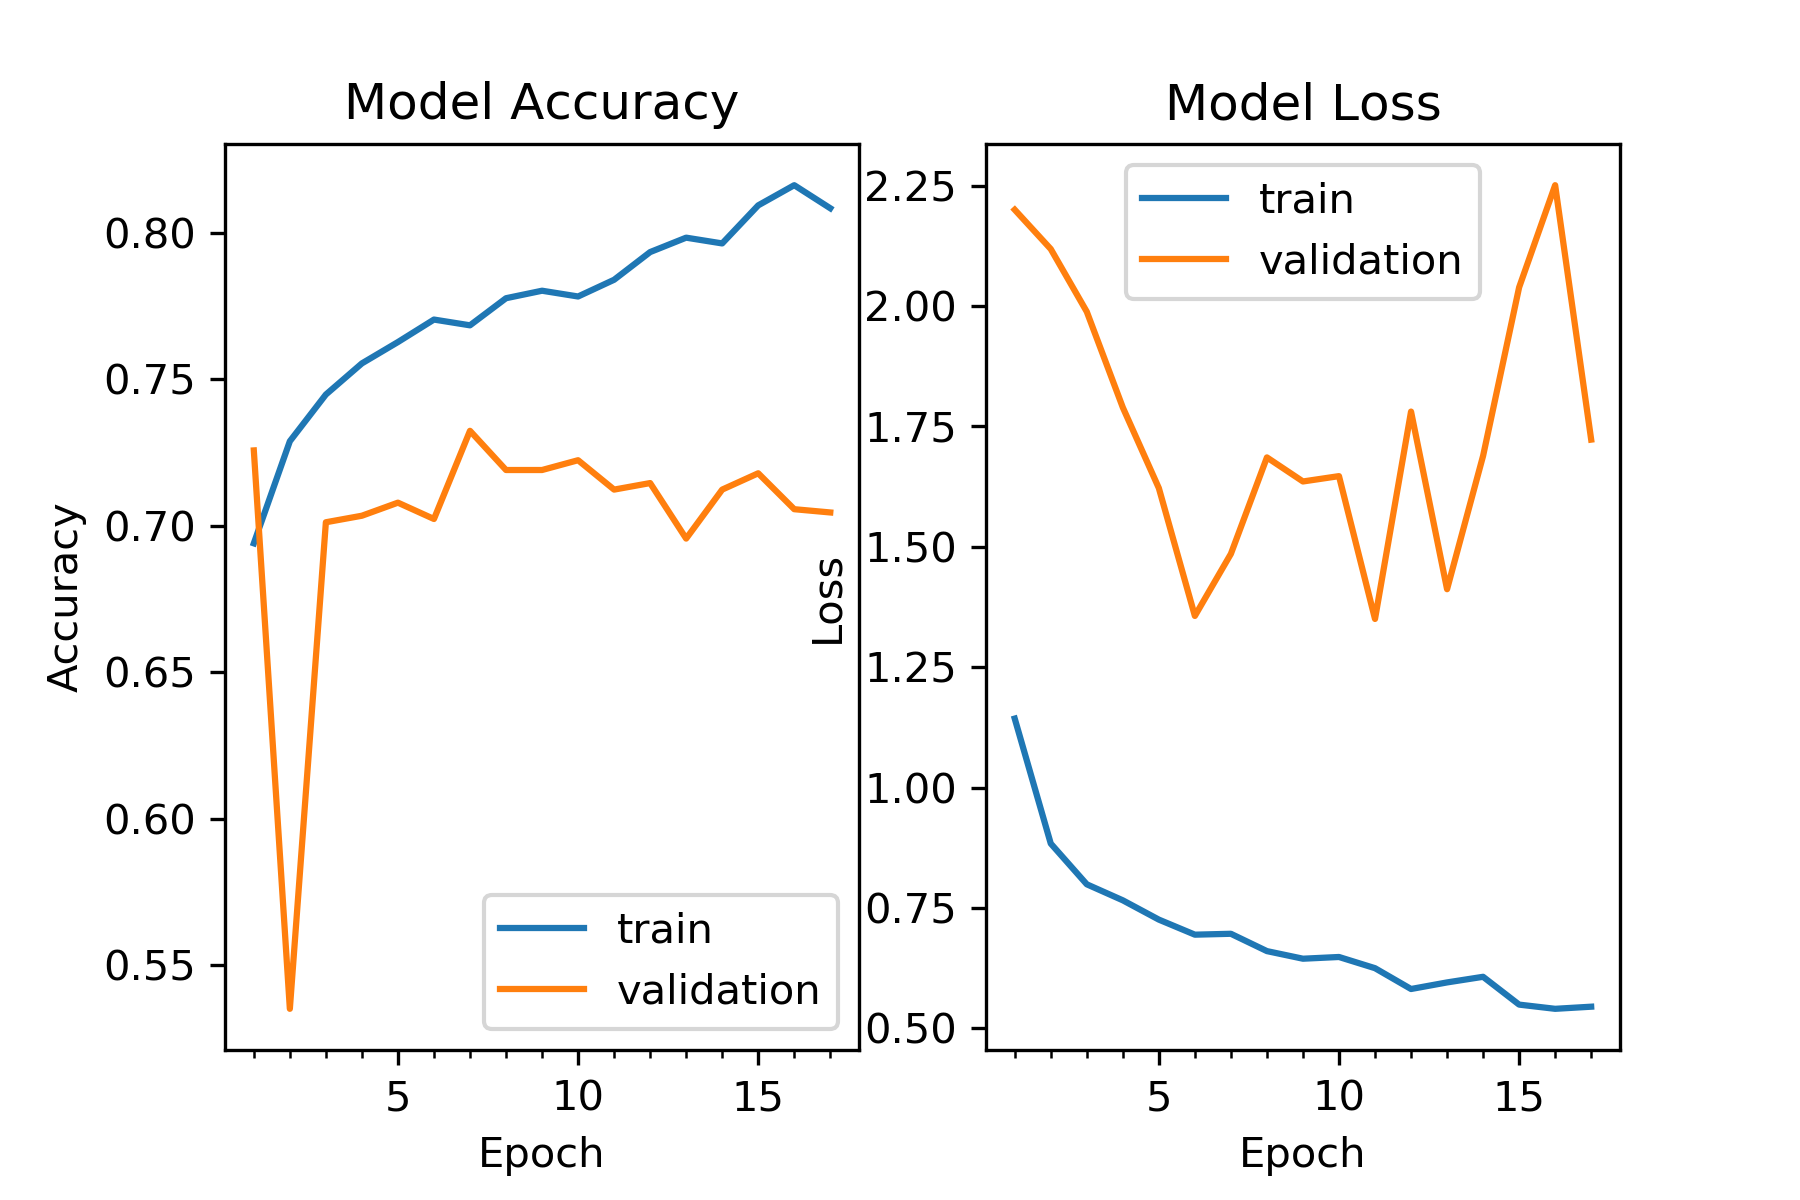 Model Accuracy
Accuracy
0.80
0.75
0.70
0.65
0.60
0.55
train
validation
5 10 15
Epoch
Model Loss
Loss
2.25
2.00
1.75
1.50
1.25
1.00
0.75
0.50
train
validation
5 10 15
Epoch